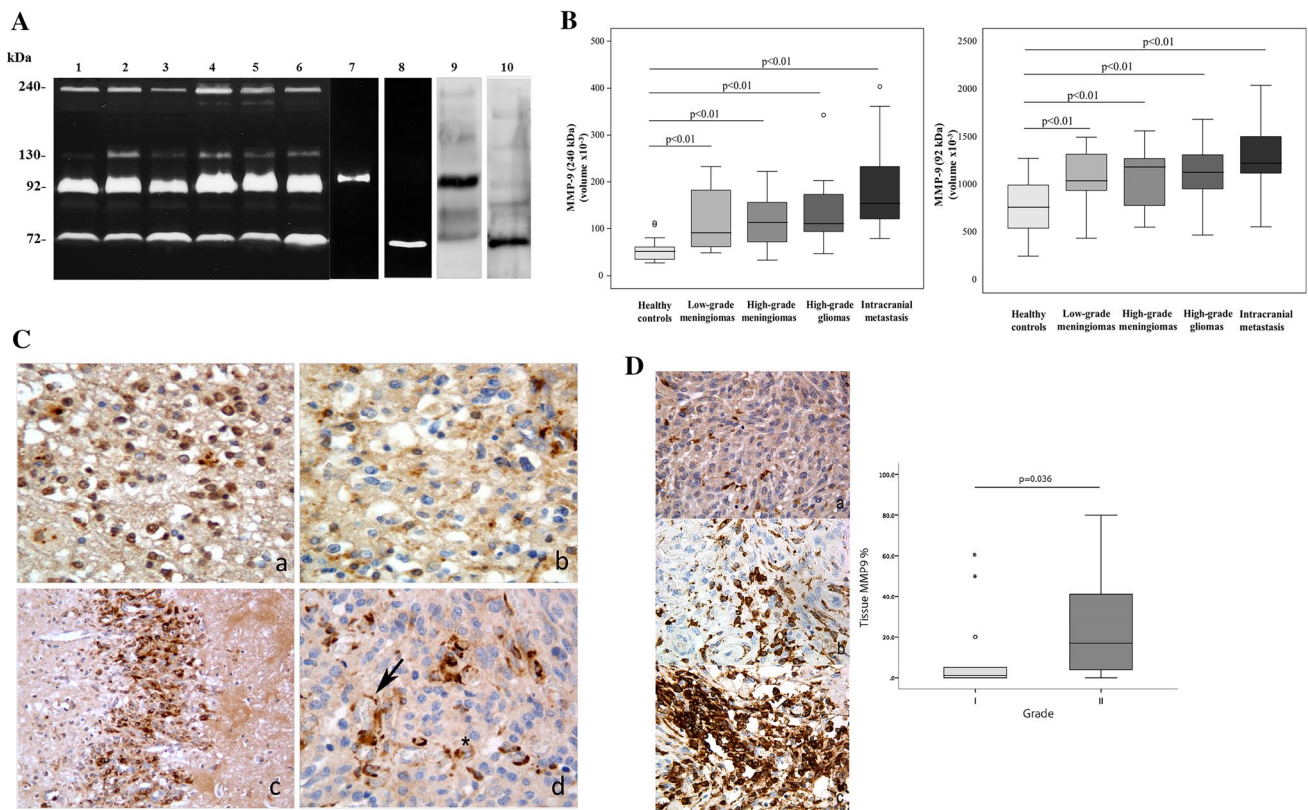 A
kDa
1 2 3 4 5 6 7 8 9 10
240-
130-
92-
72-
B
MMP-9 (240 kDa)
(volume x10⁻³)
500
400
300
200
100
0
p<0.01
p<0.01
p<0.01
p<0.01
Healthy
controls
Low-grade
meningiomas
High-grade
meningiomas
High-grade
gliomas
Intracranial
metastasis
MMP-9 (92 kDa)
(volume x10⁻³)
2500
2000
1500
1000
500
0
p<0.01
p<0.01
p<0.01
p<0.01
Healthy
controls
Low-grade
meningiomas
High-grade
meningiomas
High-grade
gliomas
Intracranial
metastasis
C
a
b
c
d
*
D
a
b
c
Tissue MMP9%
100.0
80.0
60.0
40.0
20.0
.0
p=0.036
I
II
Grade